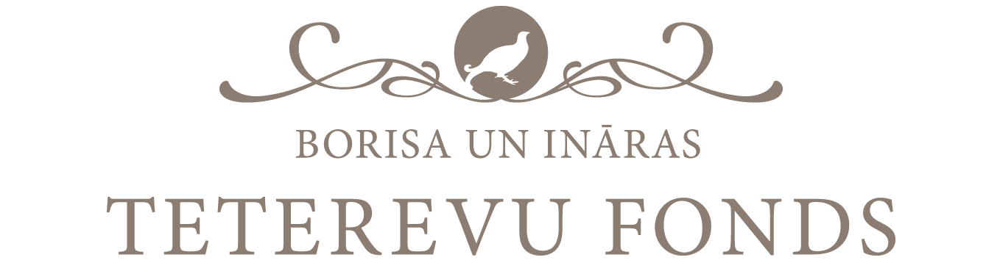 BORISA UN INĀRAS
TETEREVU FONDS